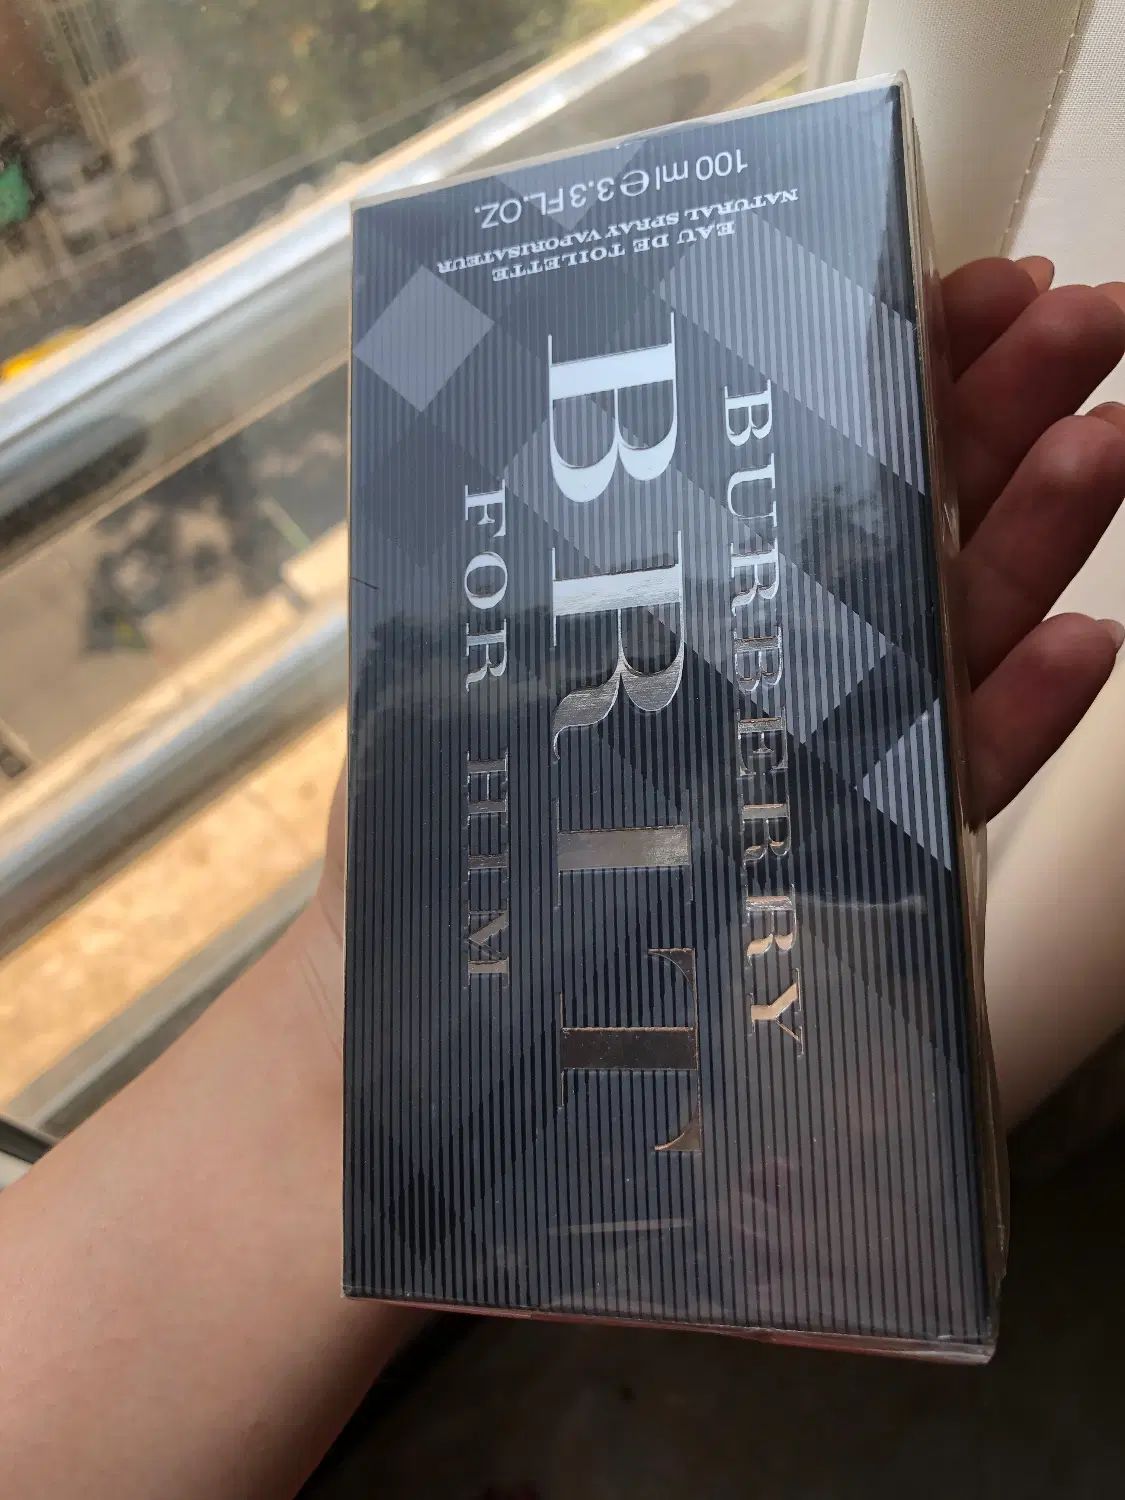 BURBERRY
BRIT
FOR HIM
EAU DE TOILETTE
NATURAL SPRAY VAPORISATEUR
100 ml ℮ 3.3 FL.OZ.